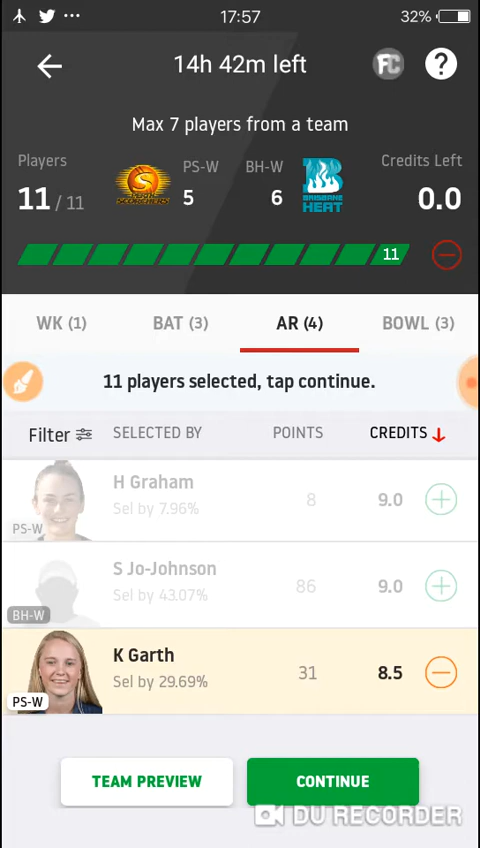 17:57
32%
14h 42m left
FC
?
Max 7 players from a team
Players
PS-W
BH-W
Credits Left
11 / 11
5
6
0.0
BRISBANE
HEAT
11
WK (1)
BAT (3)
AR (4)
BOWL (3)
11 players selected, tap continue.
Filter
SELECTED BY
POINTS
CREDITS
H Graham
Sel by 7.96%
8
9.0
PS-W
S Jo-Johnson
Sel by 43.07%
86
9.0
BH-W
K Garth
Sel by 29.69%
31
8.5
PS-W
TEAM PREVIEW
CONTINUE
DU RECORDER